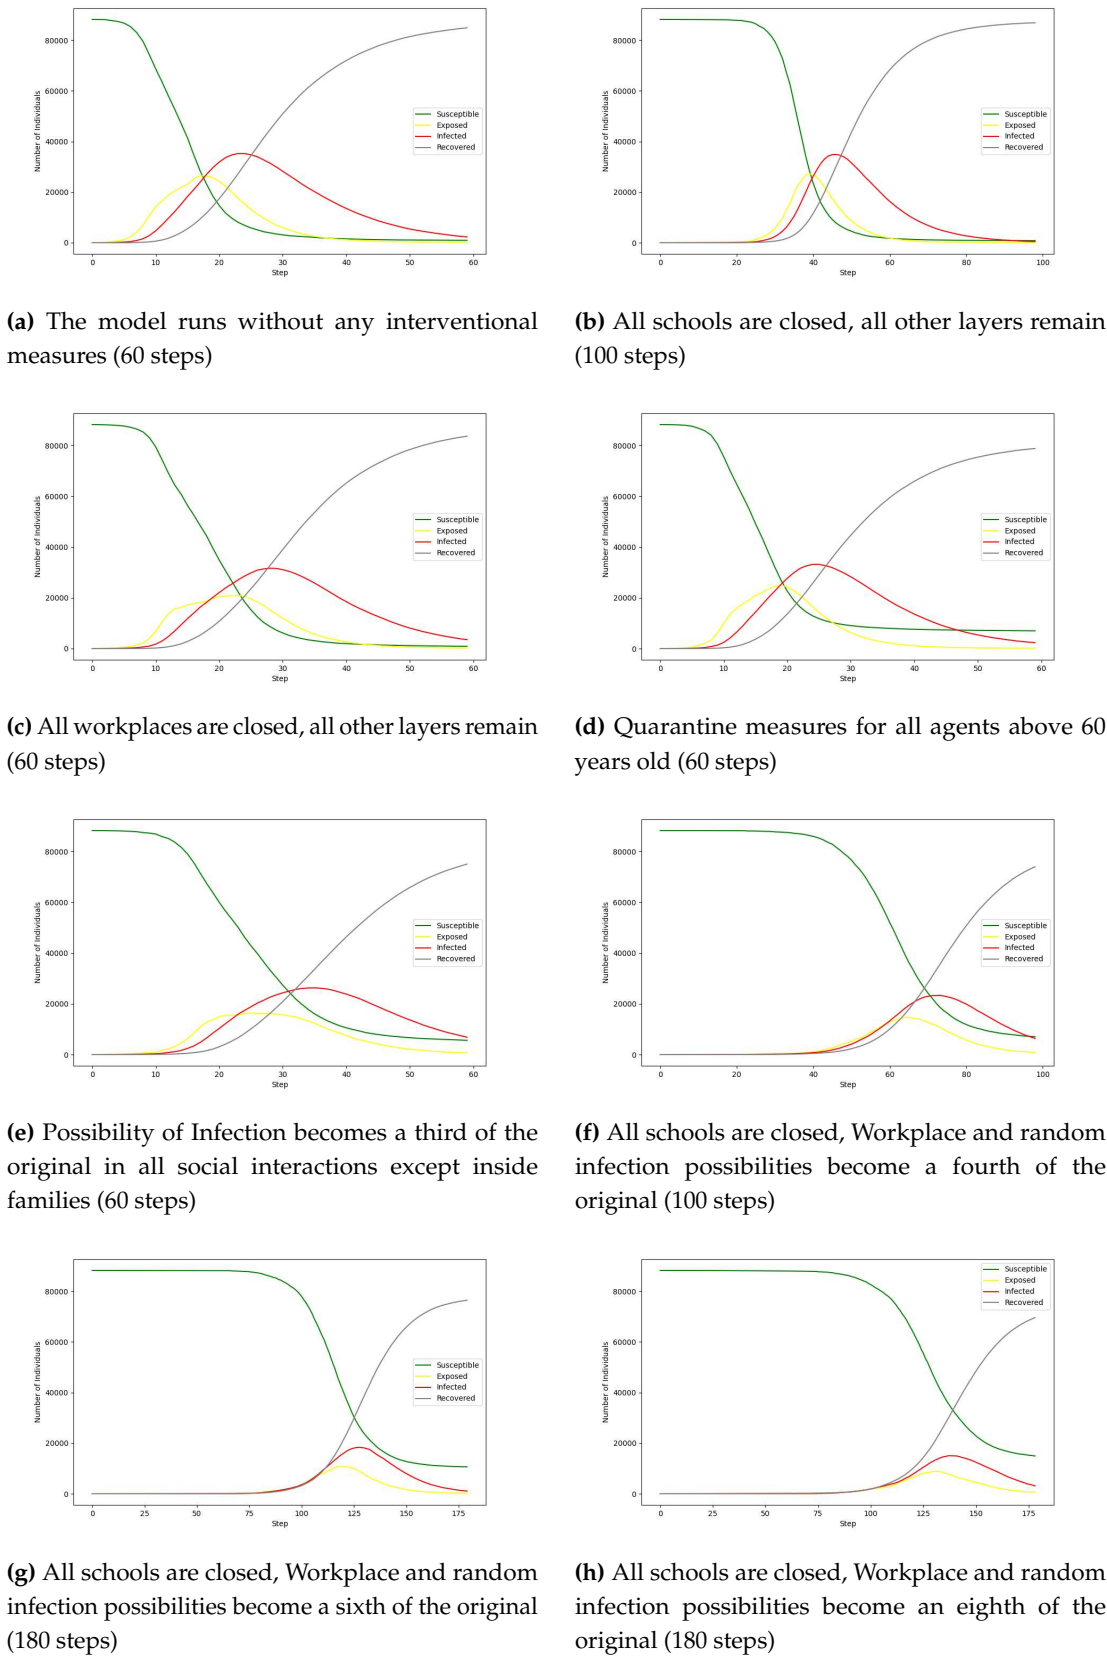 Number of Individuals
80000
60000
40000
20000
0
0 10 20 30 40 50 60
Step
Susceptible
Exposed
Infected
Recovered
(a) The model runs without any interventional
measures (60 steps)
Number of Individuals
80000
60000
40000
20000
0
0 20 40 60 80 100
Step
Susceptible
Exposed
Infected
Recovered
(b) All schools are closed, all other layers remain
(100 steps)
Number of Individuals
80000
60000
40000
20000
0
0 10 20 30 40 50 60
Step
Susceptible
Exposed
Infected
Recovered
(c) All workplaces are closed, all other layers remain
(60 steps)
Number of Individuals
80000
60000
40000
20000
0
0 10 20 30 40 50 60
Step
Susceptible
Exposed
Infected
Recovered
(d) Quarantine measures for all agents above 60
years old (60 steps)
Number of Individuals
80000
60000
40000
20000
0
0 10 20 30 40 50 60
Step
Susceptible
Exposed
Infected
Recovered
(e) Possibility of Infection becomes a third of the
original in all social interactions except inside
families (60 steps)
Number of Individuals
80000
60000
40000
20000
0
0 20 40 60 80 100
Step
Susceptible
Exposed
Infected
Recovered
(f) All schools are closed, Workplace and random
infection possibilities become a fourth of the
original (100 steps)
Number of Individuals
80000
60000
40000
20000
0
0 25 50 75 100 125 150 175
Step
Susceptible
Exposed
Infected
Recovered
(g) All schools are closed, Workplace and random
infection possibilities become a sixth of the original
(180 steps)
Number of Individuals
80000
60000
40000
20000
0
0 25 50 75 100 125 150 175
Step
Susceptible
Exposed
Infected
Recovered
(h) All schools are closed, Workplace and random
infection possibilities become an eighth of the
original (180 steps)